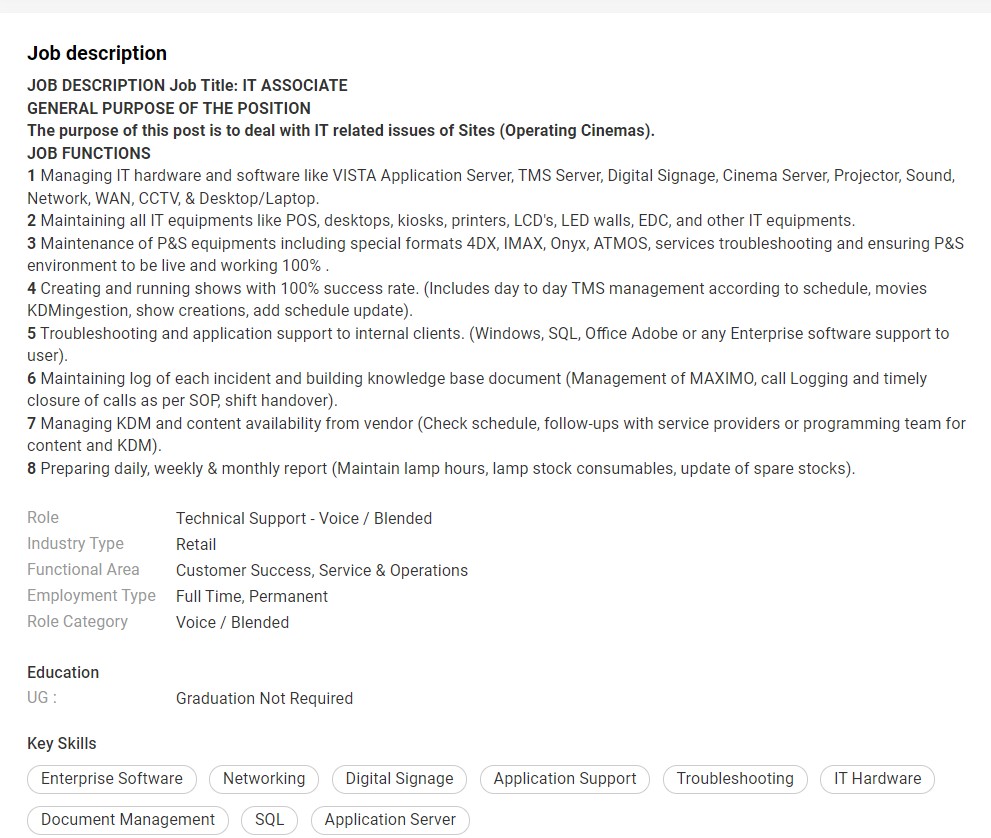 Job description
JOB DESCRIPTION Job Title: IT ASSOCIATE
GENERAL PURPOSE OF THE POSITION
The purpose of this post is to deal with IT related issues of Sites (Operating Cinemas).
JOB FUNCTIONS
1 Managing IT hardware and software like VISTA Application Server, TMS Server, Digital Signage, Cinema Server, Projector, Sound,
Network, WAN, CCTV, & Desktop/Laptop.
2 Maintaining all IT equipments like POS, desktops, kiosks, printers, LCD's, LED walls, EDC, and other IT equipments.
3 Maintenance of P&S equipments including special formats 4DX, IMAX, Onyx, ATMOS, services troubleshooting and ensuring P&S
environment to be live and working 100% .
4 Creating and running shows with 100% success rate. (Includes day to day TMS management according to schedule, movies
KDMingestion, show creations, add schedule update).
5 Troubleshooting and application support to internal clients. (Windows, SQL, Office Adobe or any Enterprise software support to
user).
6 Maintaining log of each incident and building knowledge base document (Management of MAXIMO, call Logging and timely
closure of calls as per SOP, shift handover).
7 Managing KDM and content availability from vendor (Check schedule, follow-ups with service providers or programming team for
content and KDM).
8 Preparing daily, weekly & monthly report (Maintain lamp hours, lamp stock consumables, update of spare stocks).
Role Technical Support - Voice / Blended
Industry Type Retail
Functional Area Customer Success, Service & Operations
Employment Type Full Time, Permanent
Role Category Voice / Blended
Education
UG : Graduation Not Required
Key Skills
Enterprise Software Networking Digital Signage Application Support Troubleshooting IT Hardware
Document Management SQL Application Server